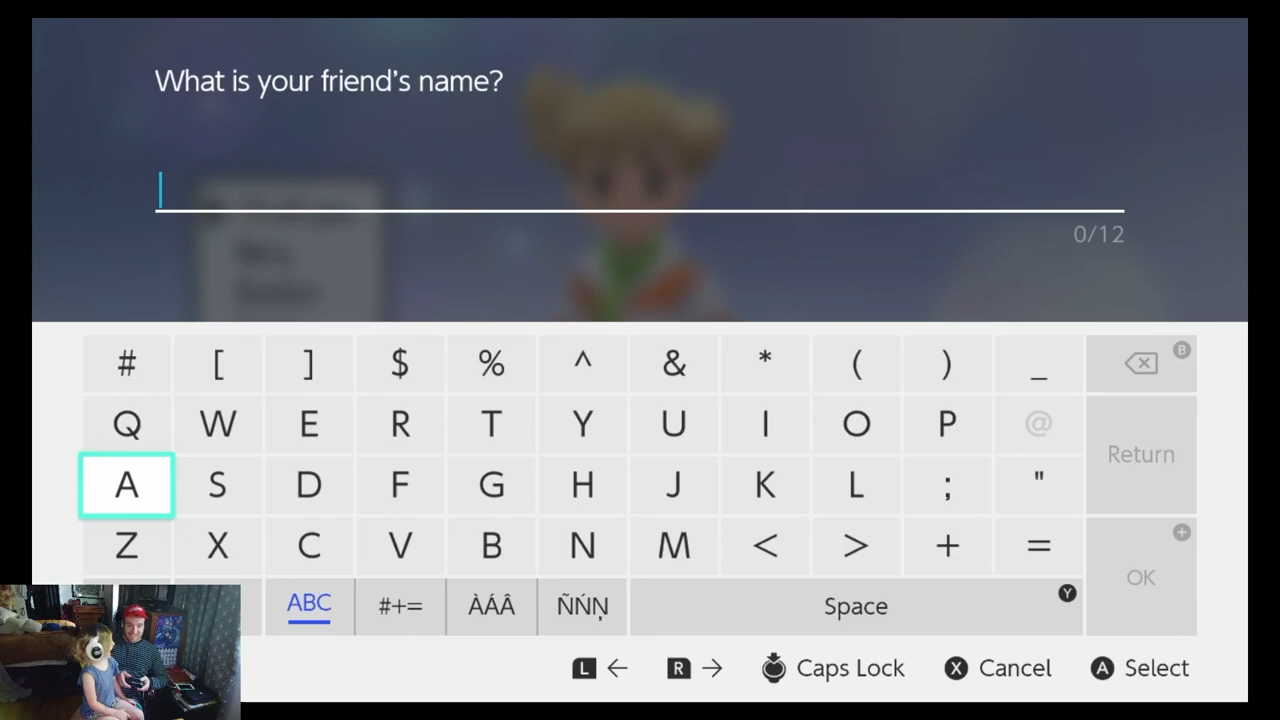 What is your friend's name?
0/12
# [ ] $ % ^ & * ( ) _ B
Q W E R T Y U I O P @ Return
A S D F G H J K L ; "
Z X C V B N M < > + = + OK
ABC #+= ÀÁÂ ÑŃŅ Space Y
L ← R → Caps Lock X Cancel A Select